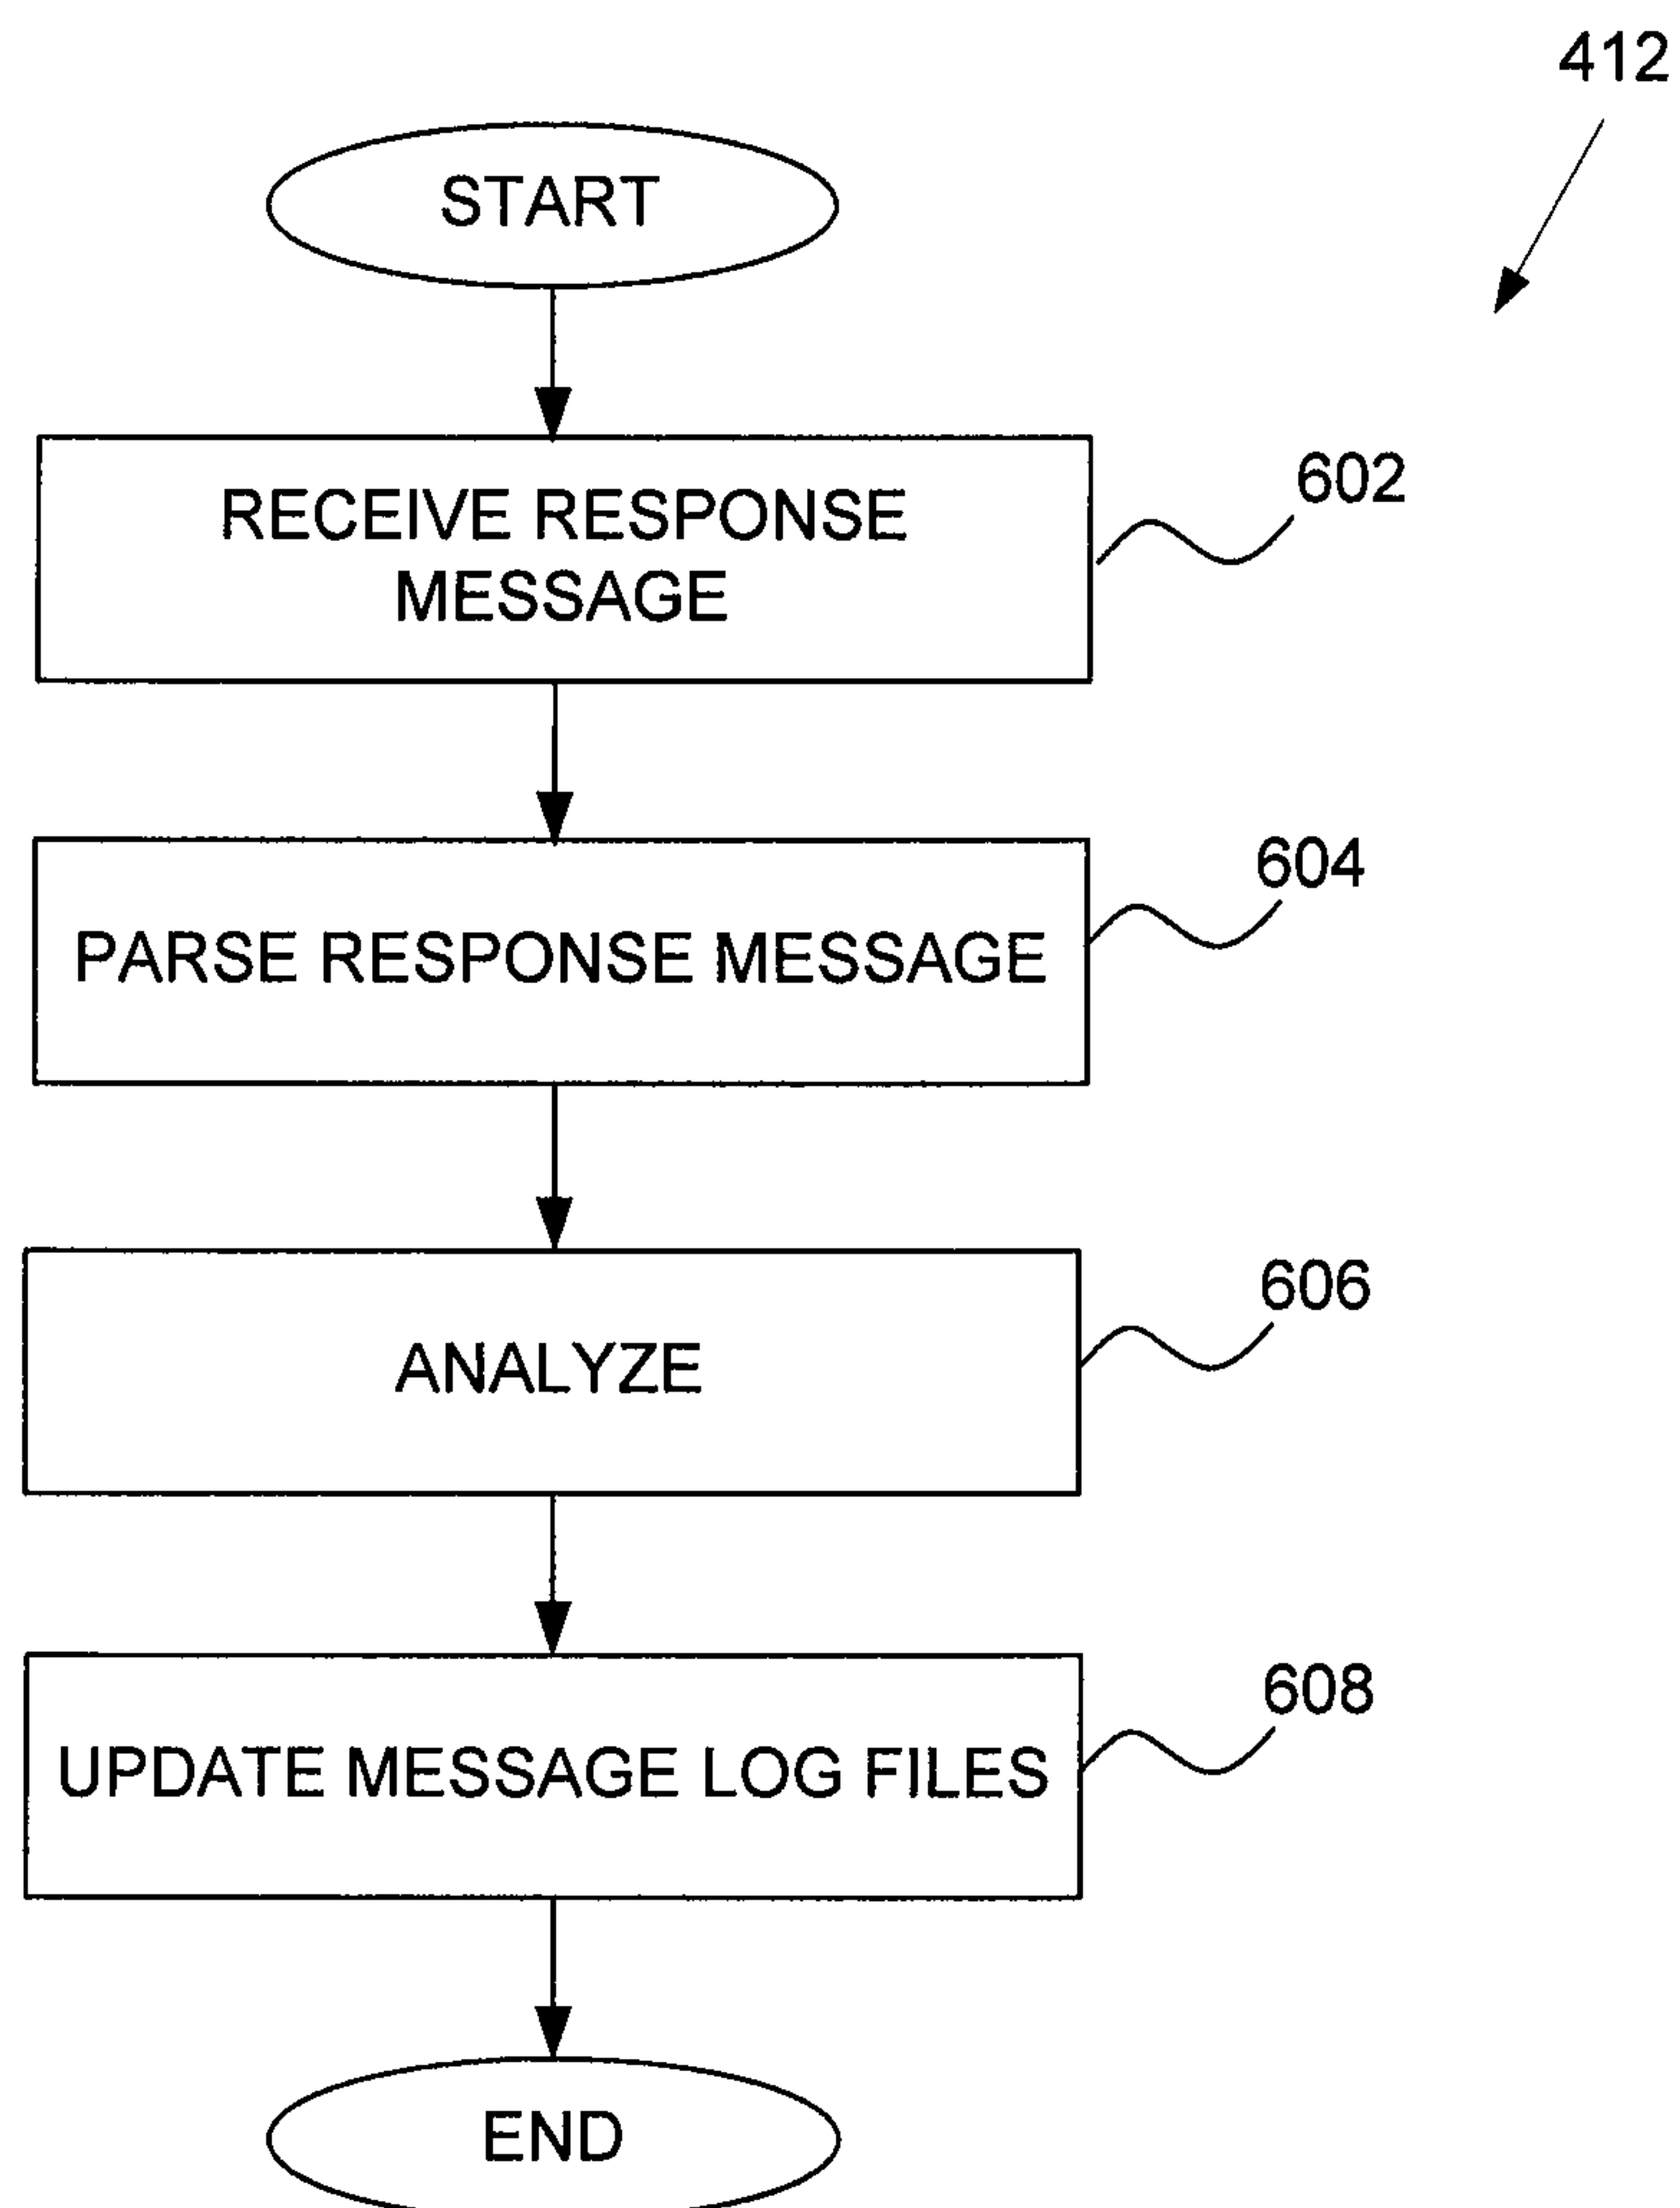 412
START
RECEIVE RESPONSE
MESSAGE
602
PARSE RESPONSE MESSAGE
604
ANALYZE
606
UPDATE MESSAGE LOG FILES
608
END